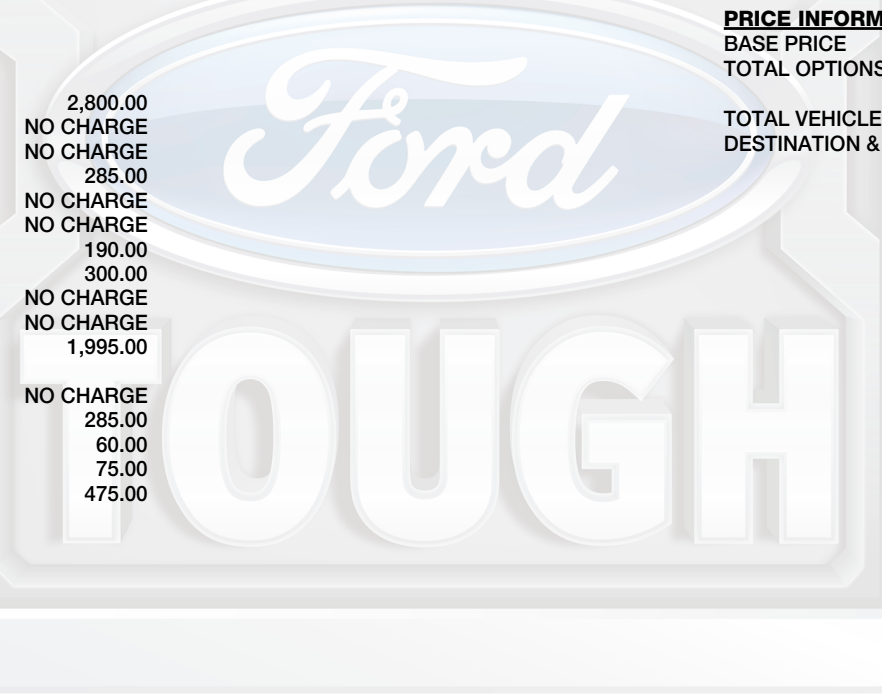 PRICE INFORM
BASE PRICE
TOTAL OPTIONS
TOTAL VEHICLE
DESTINATION &
2,800.00
NO CHARGE
NO CHARGE
285.00
NO CHARGE
NO CHARGE
190.00
300.00
NO CHARGE
NO CHARGE
1,995.00
NO CHARGE
285.00
60.00
75.00
475.00
Ford
TOUGH